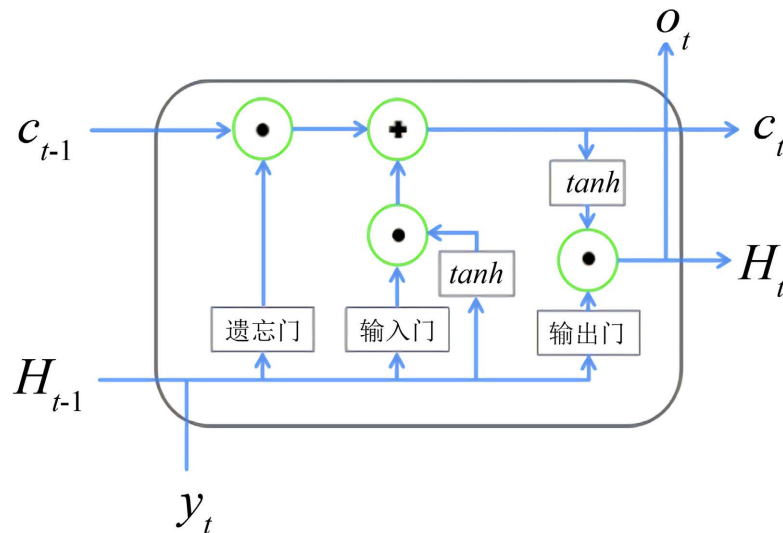 o_t
c_{t-1}
c_t
tanh
H_t
tanh
遗忘门
输入门
输出门
H_{t-1}
y_t